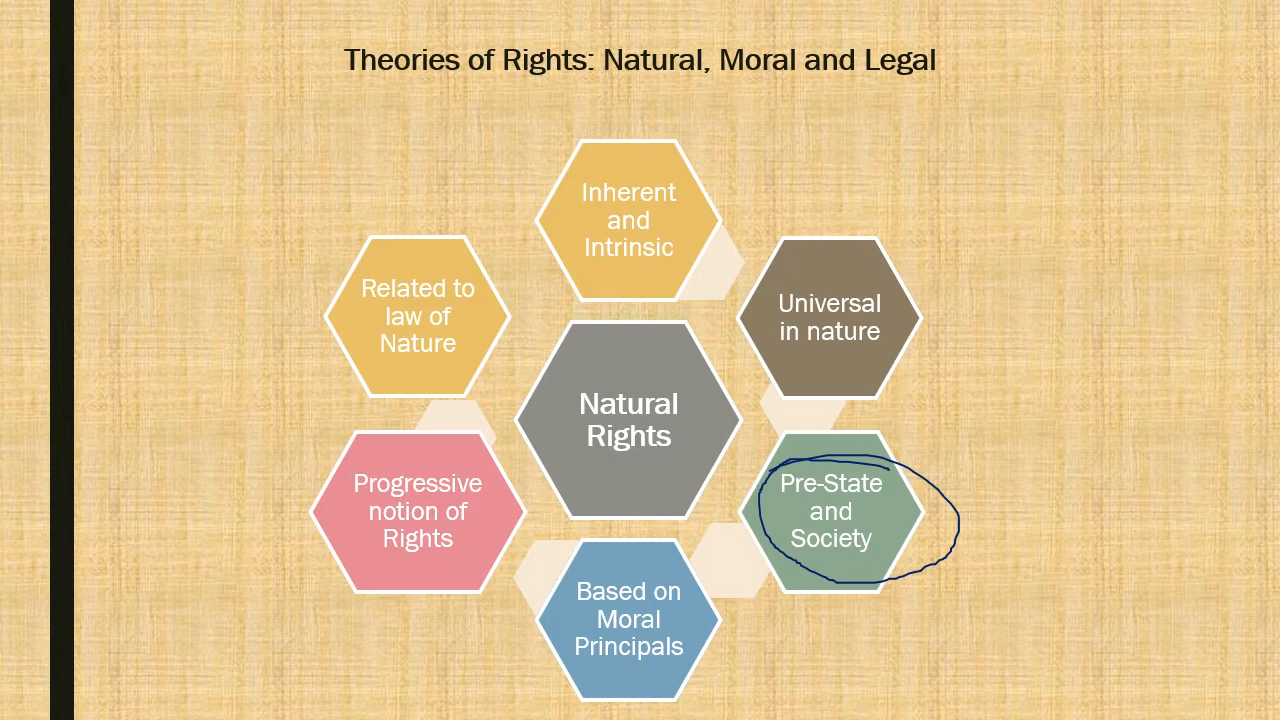 Theories of Rights: Natural, Moral and Legal
Inherent
and
Intrinsic
Universal
in nature
Pre-State
and
Society
Based on
Moral
Principals
Progressive
notion of
Rights
Related to
law of
Nature
Natural
Rights